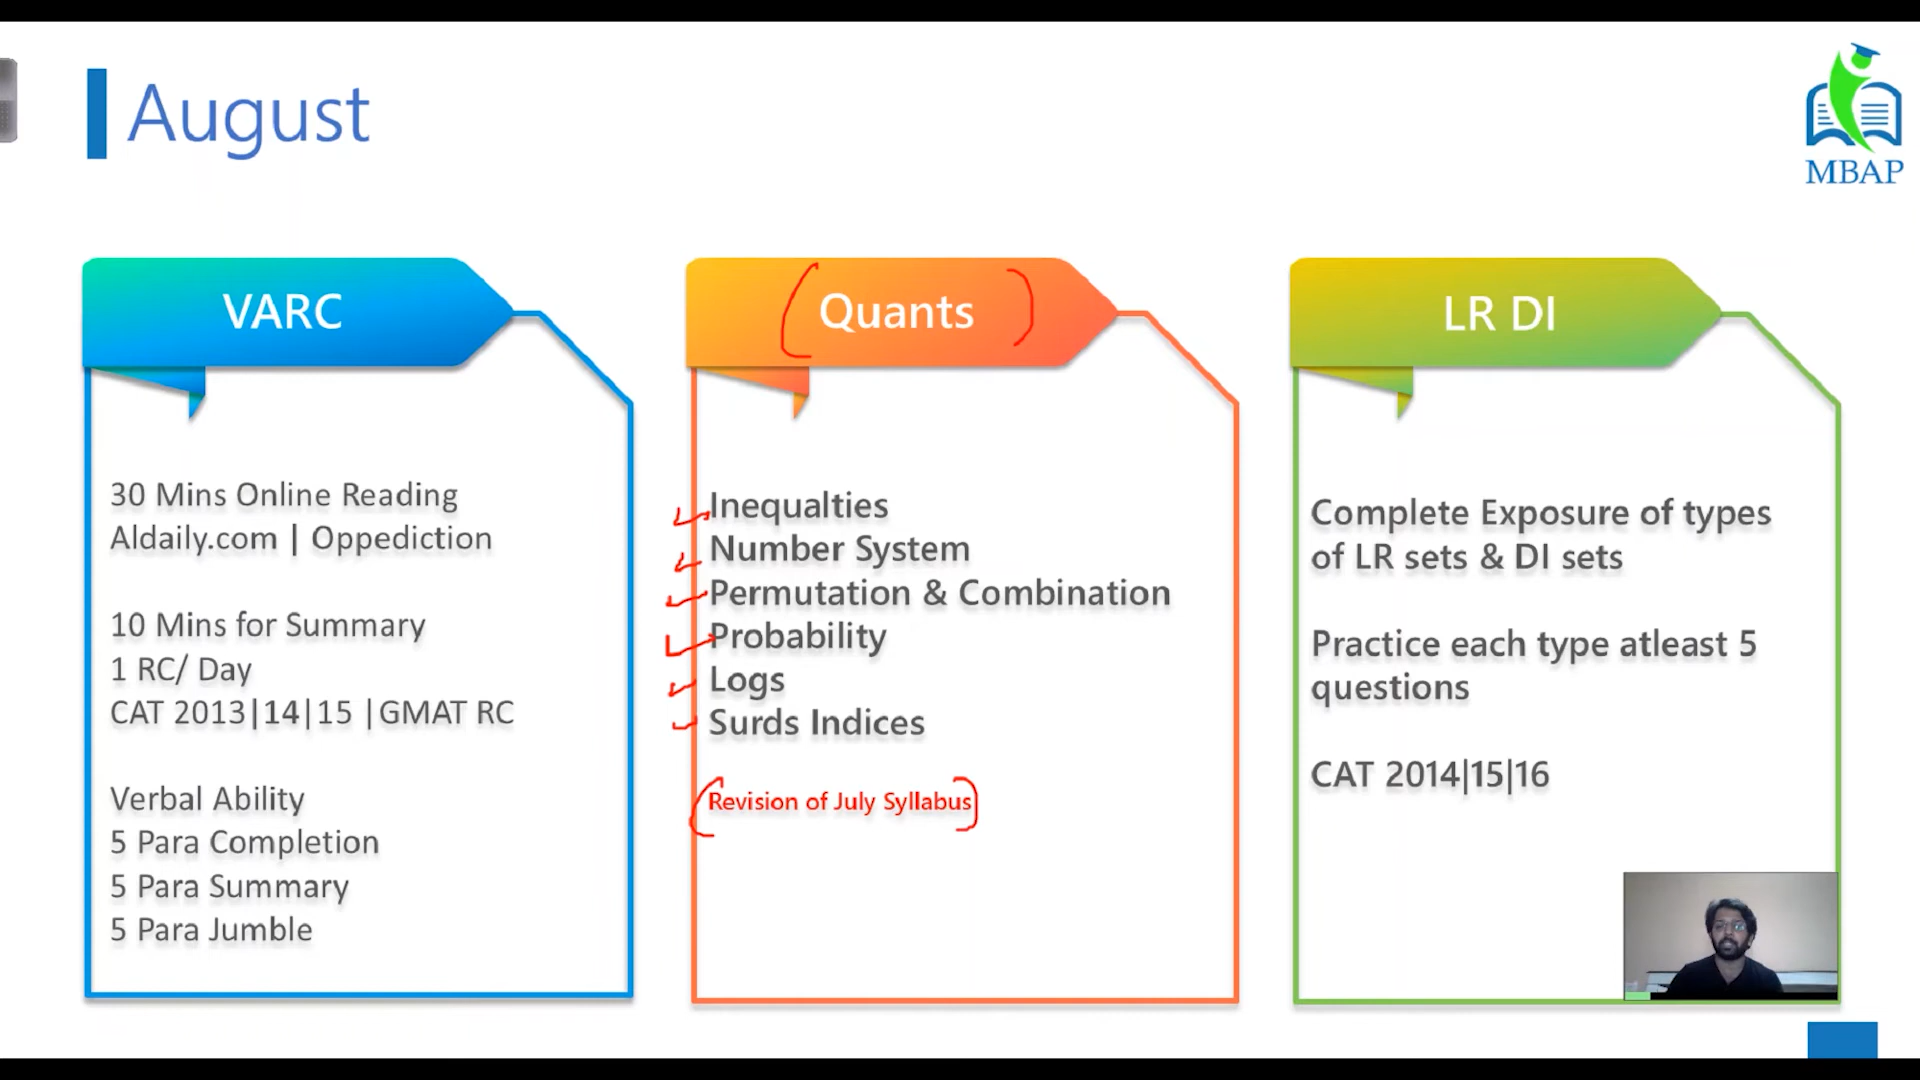 August
MBAP
VARC
30 Mins Online Reading
Aldaily.com | Oppediction
10 Mins for Summary
1 RC/ Day
CAT 2013|14|15 |GMAT RC
Verbal Ability
5 Para Completion
5 Para Summary
5 Para Jumble
Quants
Inequalties
Number System
Permutation & Combination
Probability
Logs
Surds Indices
Revision of July Syllabus
LR DI
Complete Exposure of types
of LR sets & DI sets
Practice each type atleast 5
questions
CAT 2014|15|16